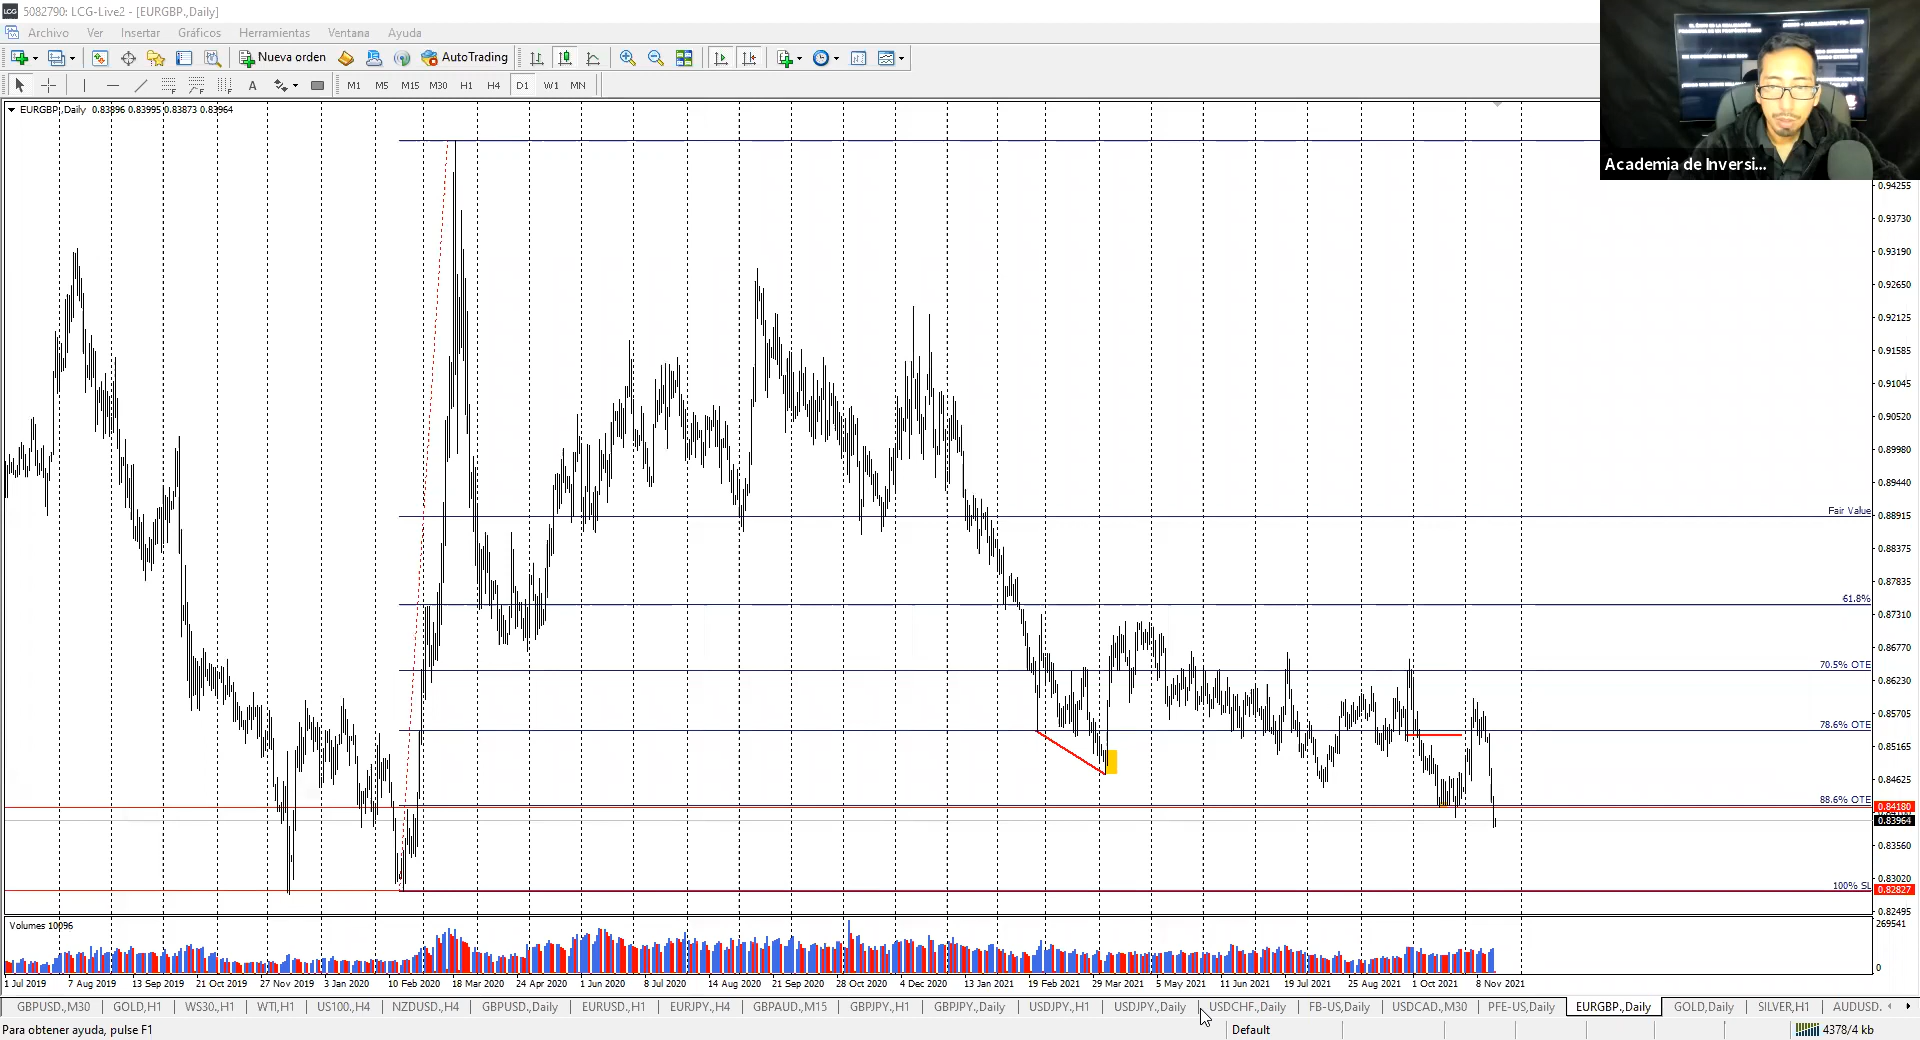 5082790: LCG-Live2 - [EURGBP.,Daily]
Archivo Ver Insertar Gráficos Herramientas Ventana Ayuda
Nueva orden AutoTrading
M1 M5 M15 M30 H1 H4 D1 W1 MN
EURGBP.,Daily 0.83896 0.83995 0.83873 0.83964
Academia de Inversi...
0.94255
0.93730
0.93190
0.92650
0.92125
0.91585
0.91045
0.90520
0.89980
0.89440
Fair Value
0.88915
0.88375
0.87835
61.8%
0.87310
0.86770
70.5% OTE
0.86230
0.85705
78.6% OTE
0.85165
0.84625
88.6% OTE
0.84180
0.83964
0.83560
0.83020
100% SL
0.82827
0.82495
Volumes 10096
269541
0
1 Jul 2019 7 Aug 2019 13 Sep 2019 21 Oct 2019 27 Nov 2019 3 Jan 2020 10 Feb 2020 18 Mar 2020 24 Apr 2020 1 Jun 2020 8 Jul 2020 14 Aug 2020 21 Sep 2020 28 Oct 2020 4 Dec 2020 13 Jan 2021 19 Feb 2021 29 Mar 2021 5 May 2021 11 Jun 2021 19 Jul 2021 25 Aug 2021 1 Oct 2021 8 Nov 2021
GBPUSD.,M30 GOLD,H1 WS30.,H1 WTI,H1 US100.,H4 NZDUSD.,H4 GBPUSD.,Daily EURUSD.,H1 EURJPY.,H4 GBPAUD.,M15 GBPJPY.,H1 GBPJPY.,Daily USDJPY.,H1 USDJPY.,Daily USDCHF.,Daily FB-US,Daily USDCAD.,M30 PFE-US,Daily EURGBP.,Daily GOLD,Daily SILVER,H1 AUDUSD.
Para obtener ayuda, pulse F1 Default 4378/4 kb